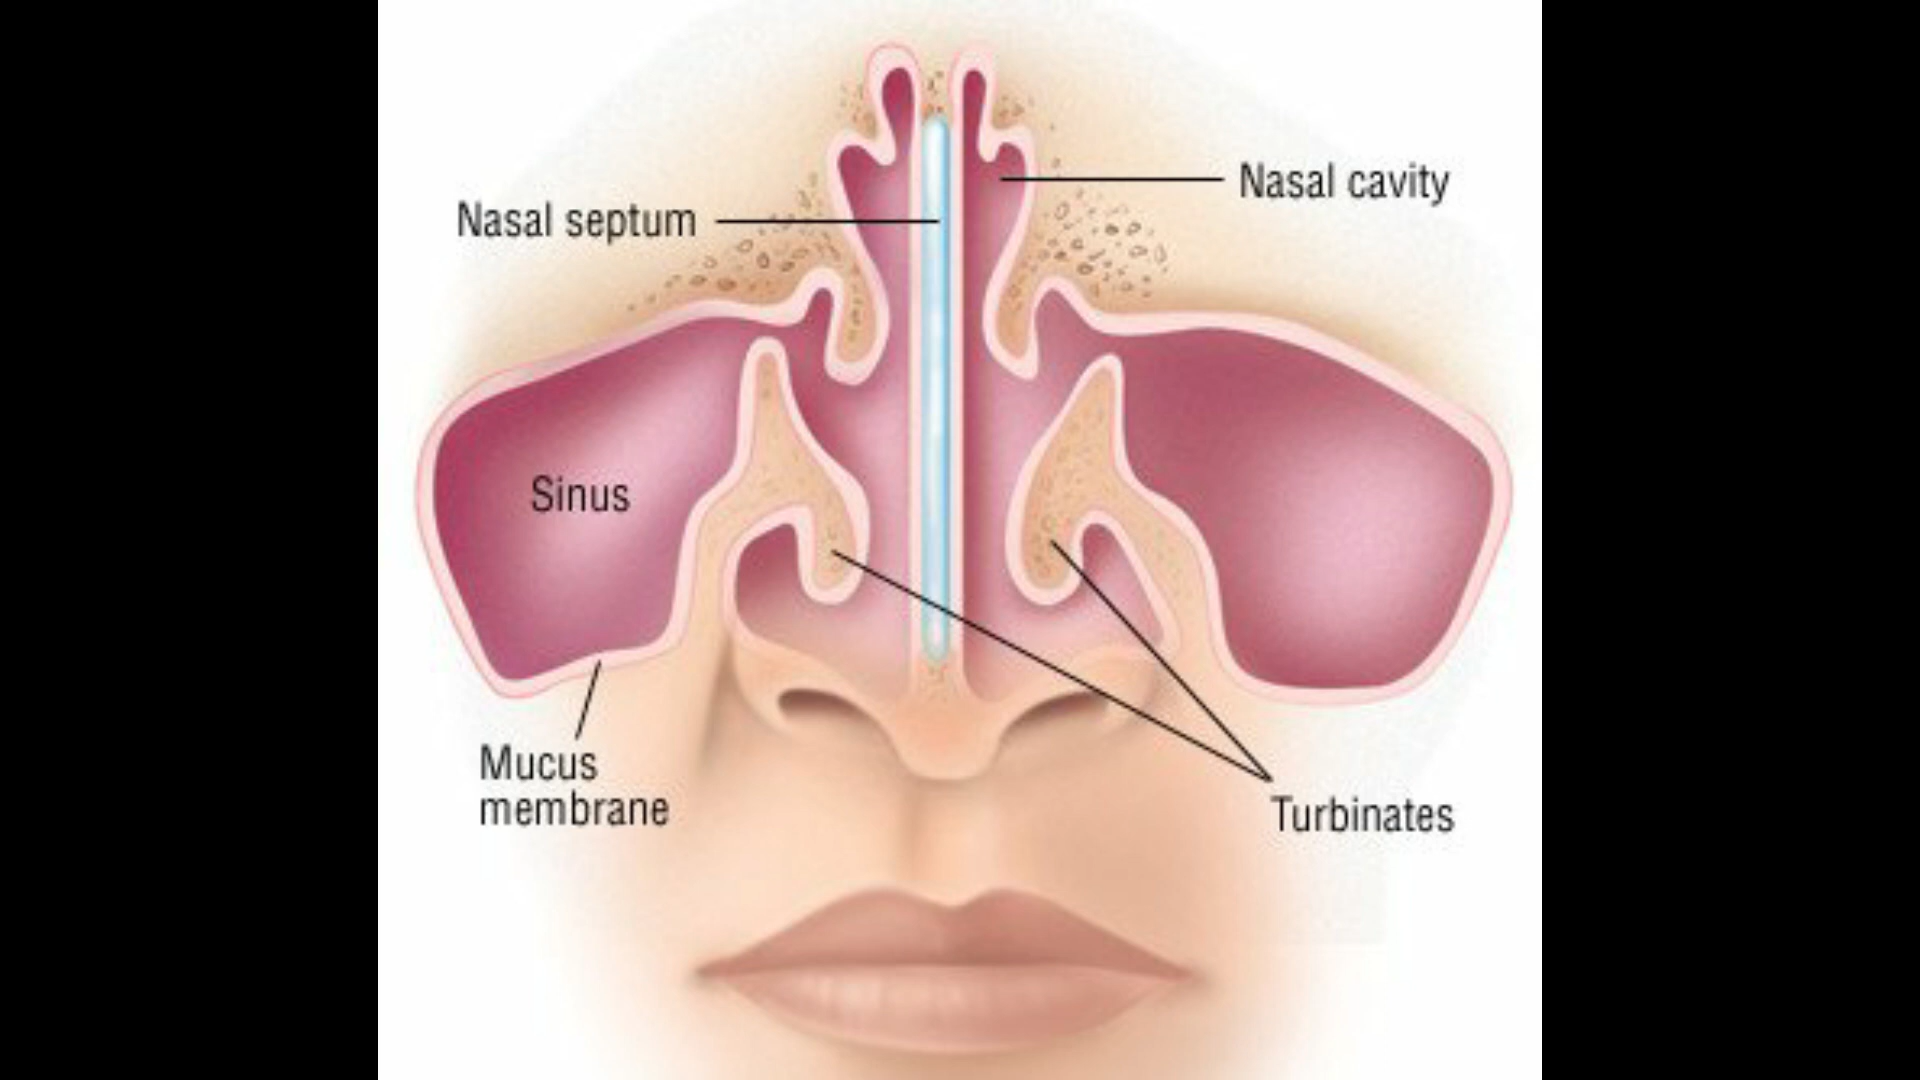 Nasal cavity
Nasal septum
Sinus
Mucus
membrane
Turbinates